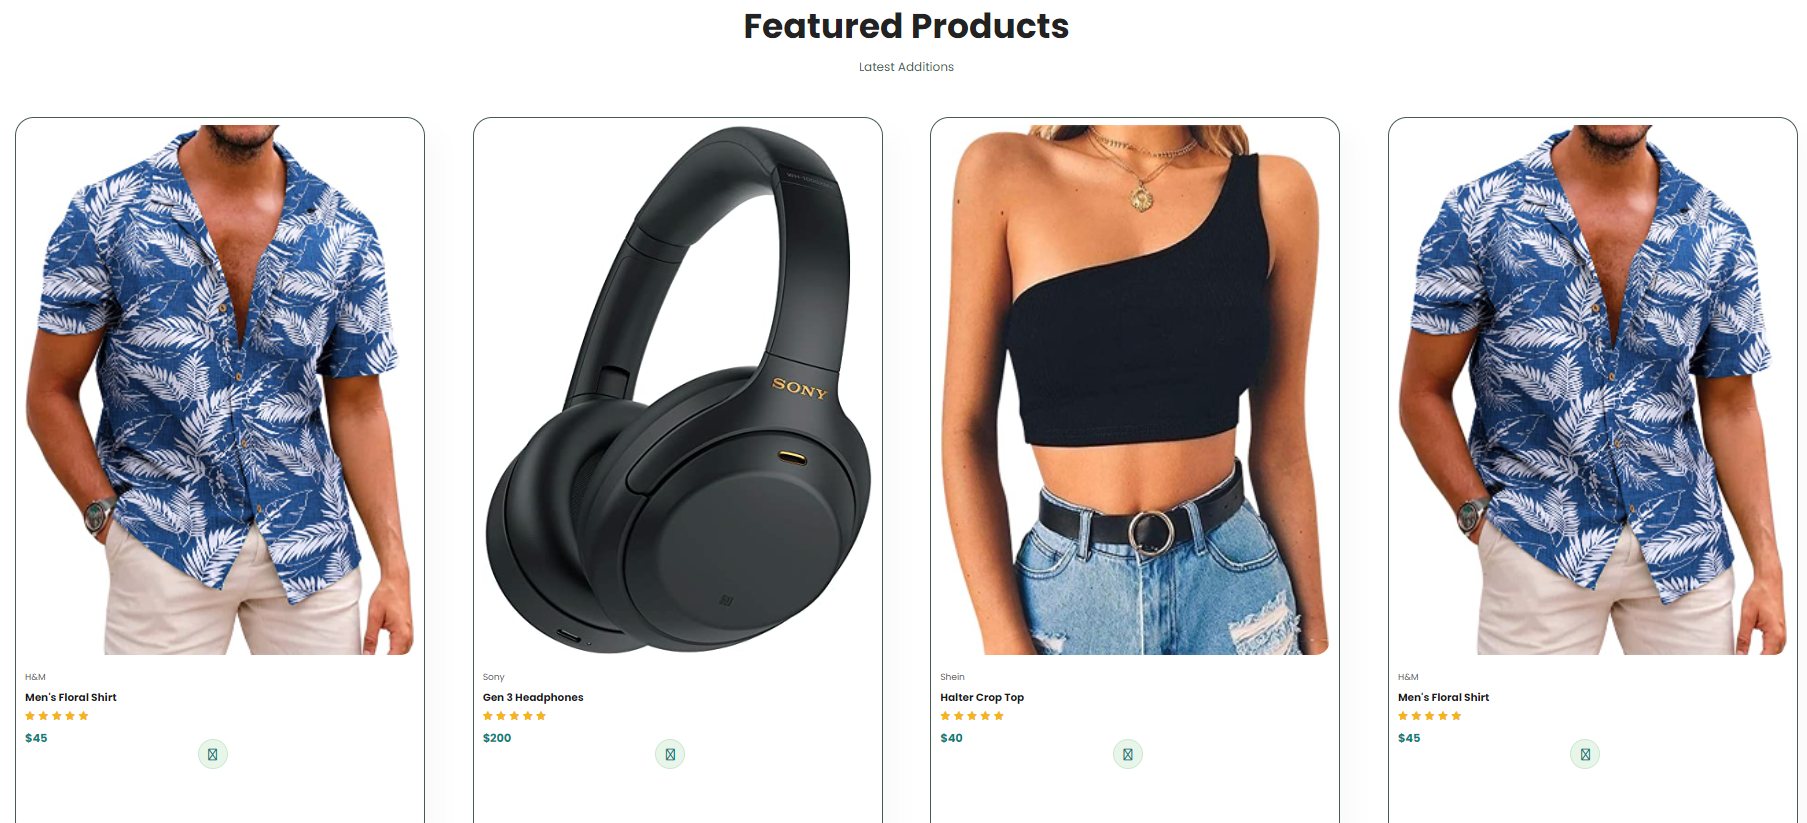 Featured Products
Latest Additions
SONY
H&M
Men's Floral Shirt
$45
Sony
Gen 3 Headphones
$200
Shein
Halter Crop Top
$40
H&M
Men's Floral Shirt
$45